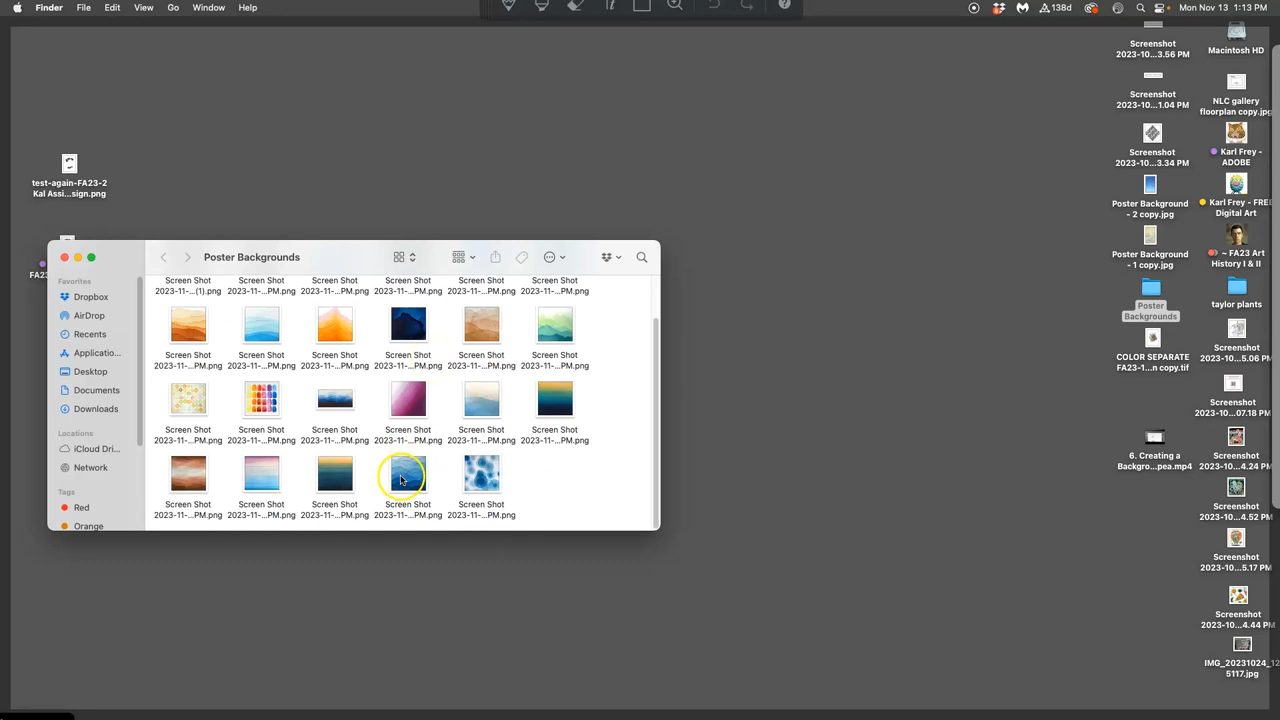 Finder File Edit View Go Window Help
138d
Mon Nov 13 1:13 PM
test-again-FA23-2
Kal Assi...sign.png
FA23
Poster Backgrounds
Favorites
Dropbox
AirDrop
Recents
Applicatio...
Desktop
Documents
Downloads
Locations
iCloud Dri...
Network
Tags
Red
Orange
Screen Shot Screen Shot Screen Shot Screen Shot Screen Shot Screen Shot
2023-11-...(1).png 2023-11-...PM.png 2023-11-...PM.png 2023-11-...PM.png 2023-11-...PM.png 2023-11-...PM.png
Screen Shot Screen Shot Screen Shot Screen Shot Screen Shot Screen Shot
2023-11-...PM.png 2023-11-...PM.png 2023-11-...PM.png 2023-11-...PM.png 2023-11-...PM.png 2023-11-...PM.png
Screen Shot Screen Shot Screen Shot Screen Shot Screen Shot Screen Shot
2023-11-...PM.png 2023-11-...PM.png 2023-11-...PM.png 2023-11-...PM.png 2023-11-...PM.png 2023-11-...PM.png
Screen Shot Screen Shot Screen Shot Screen Shot Screen Shot
2023-11-...PM.png 2023-11-...PM.png 2023-11-...PM.png 2023-11-...PM.png 2023-11-...PM.png
Screenshot
2023-10...3.56 PM
Screenshot
2023-10...1.04 PM
Screenshot
2023-10...3.34 PM
Poster Background
- 2 copy.jpg
Poster Background
- 1 copy.jpg
Poster
Backgrounds
COLOR SEPARATE
FA23-1...n copy.tif
6. Creating a
Backgro...pea.mp4
Macintosh HD
NLC gallery
floorplan copy.jpg
Karl Frey -
ADOBE
Karl Frey - FREE
Digital Art
~ FA23 Art
History I & II
taylor plants
Screenshot
2023-10...5.06 PM
Screenshot
2023-10...07.18 PM
Screenshot
2023-10...4.24 PM
Screenshot
2023-10...4.52 PM
Screenshot
2023-10...5.17 PM
Screenshot
2023-10...4.44 PM
IMG_20231024_12
5117.jpg